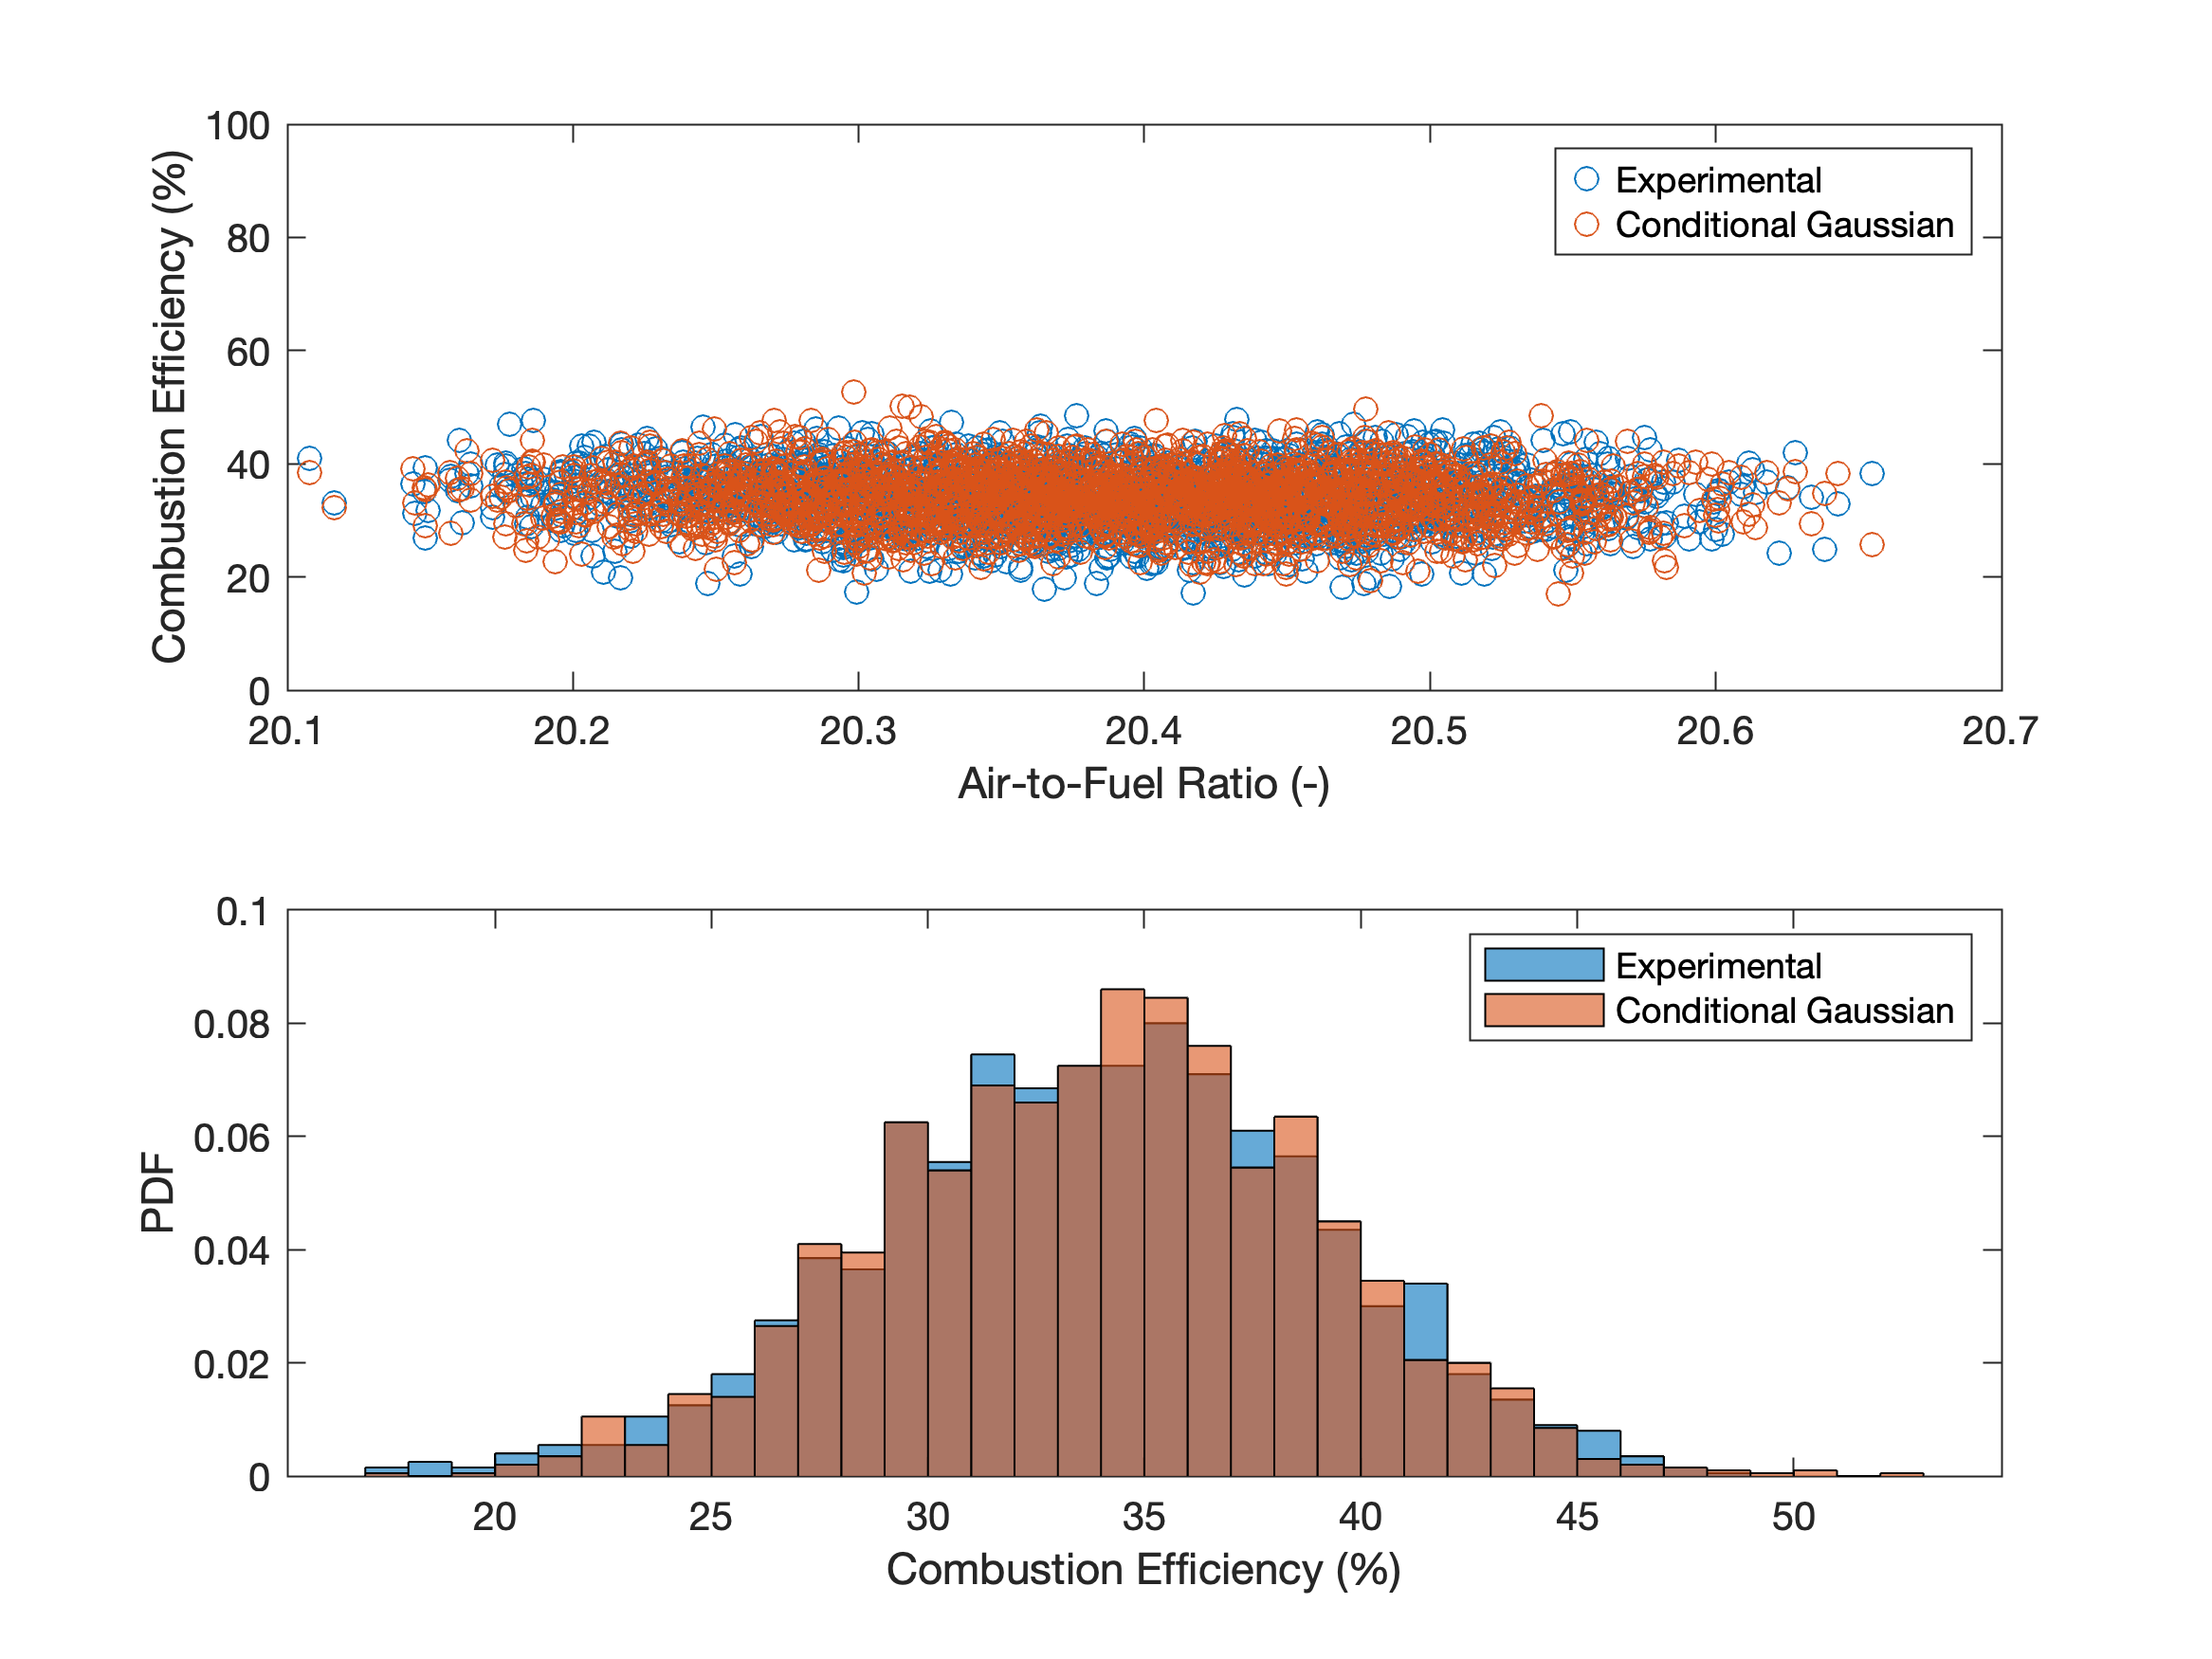 100
80
60
40
20
0
Combustion Efficiency (%)
Experimental
Conditional Gaussian
20.1 20.2 20.3 20.4 20.5 20.6 20.7
Air-to-Fuel Ratio (-)
0.1
0.08
0.06
0.04
0.02
0
PDF
Experimental
Conditional Gaussian
20 25 30 35 40 45 50
Combustion Efficiency (%)